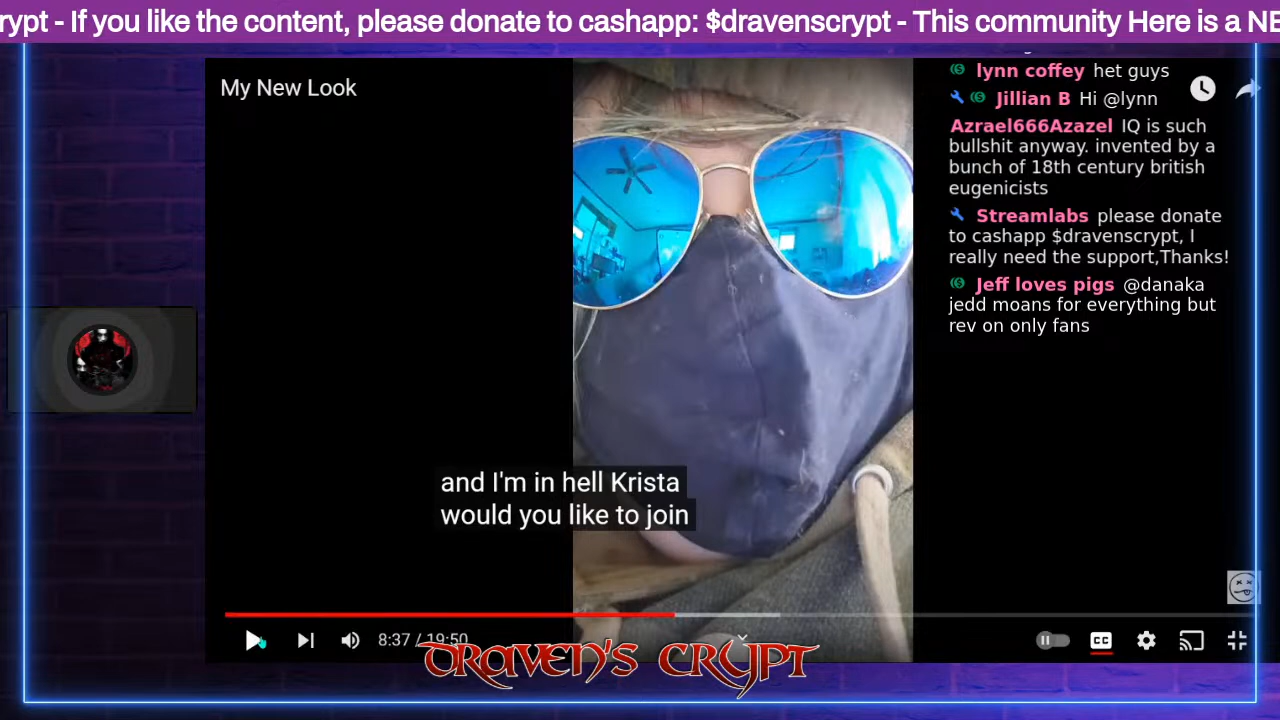 rypt - If you like the content, please donate to cashapp: $dravenscrypt - This community Here is a NE
My New Look
lynn coffey het guys
Jillian B Hi @lynn
Azrael666Azazel IQ is such
bullshit anyway. invented by a
bunch of 18th century british
eugenicists
Streamlabs please donate
to cashapp $dravenscrypt, I
really need the support,Thanks!
Jeff loves pigs @danaka
jedd moans for everything but
rev on only fans
and I'm in hell Krista
would you like to join
8:37 / 19:50
CC
DRAVEN'S CRYPT